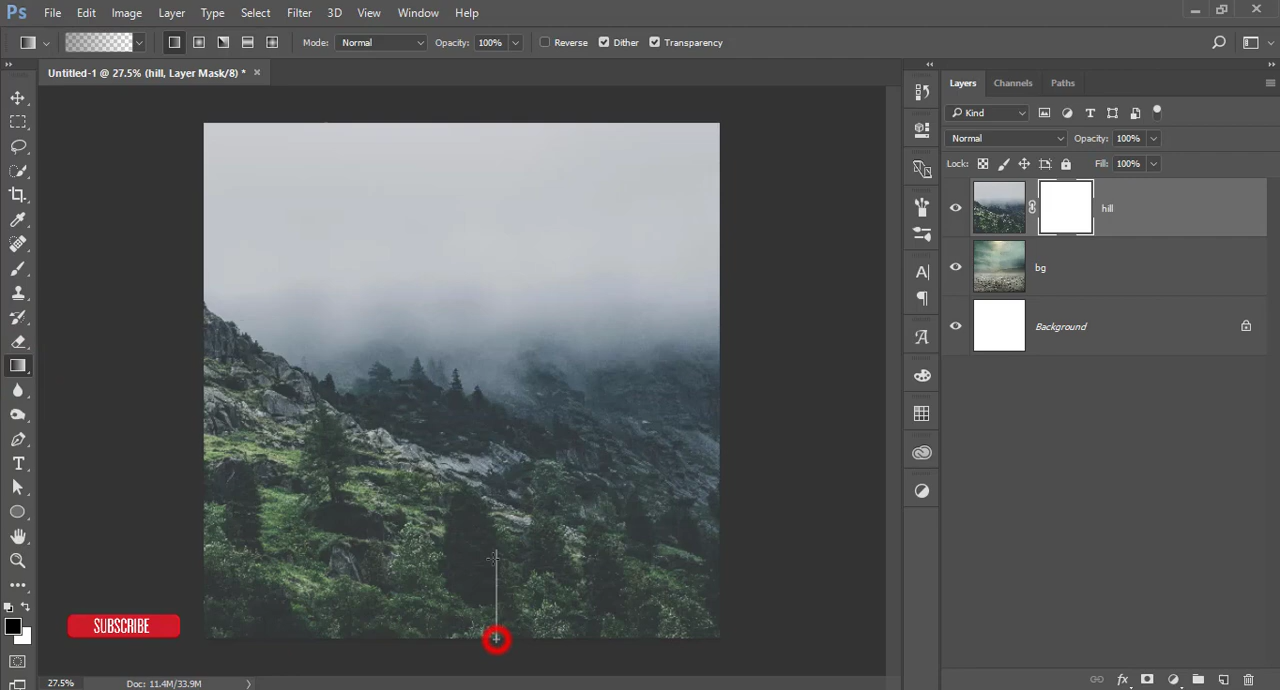 Ps File Edit Image Layer Type Select Filter 3D View Window Help
Mode: Normal Opacity: 100% Reverse Dither Transparency
Untitled-1 @ 27.5% (hill, Layer Mask/8) * ×
Layers Channels Paths
Kind
Normal Opacity: 100%
Lock: Fill: 100%
hill
bg
Background
SUBSCRIBE
27.5% Doc: 11.4M/33.9M